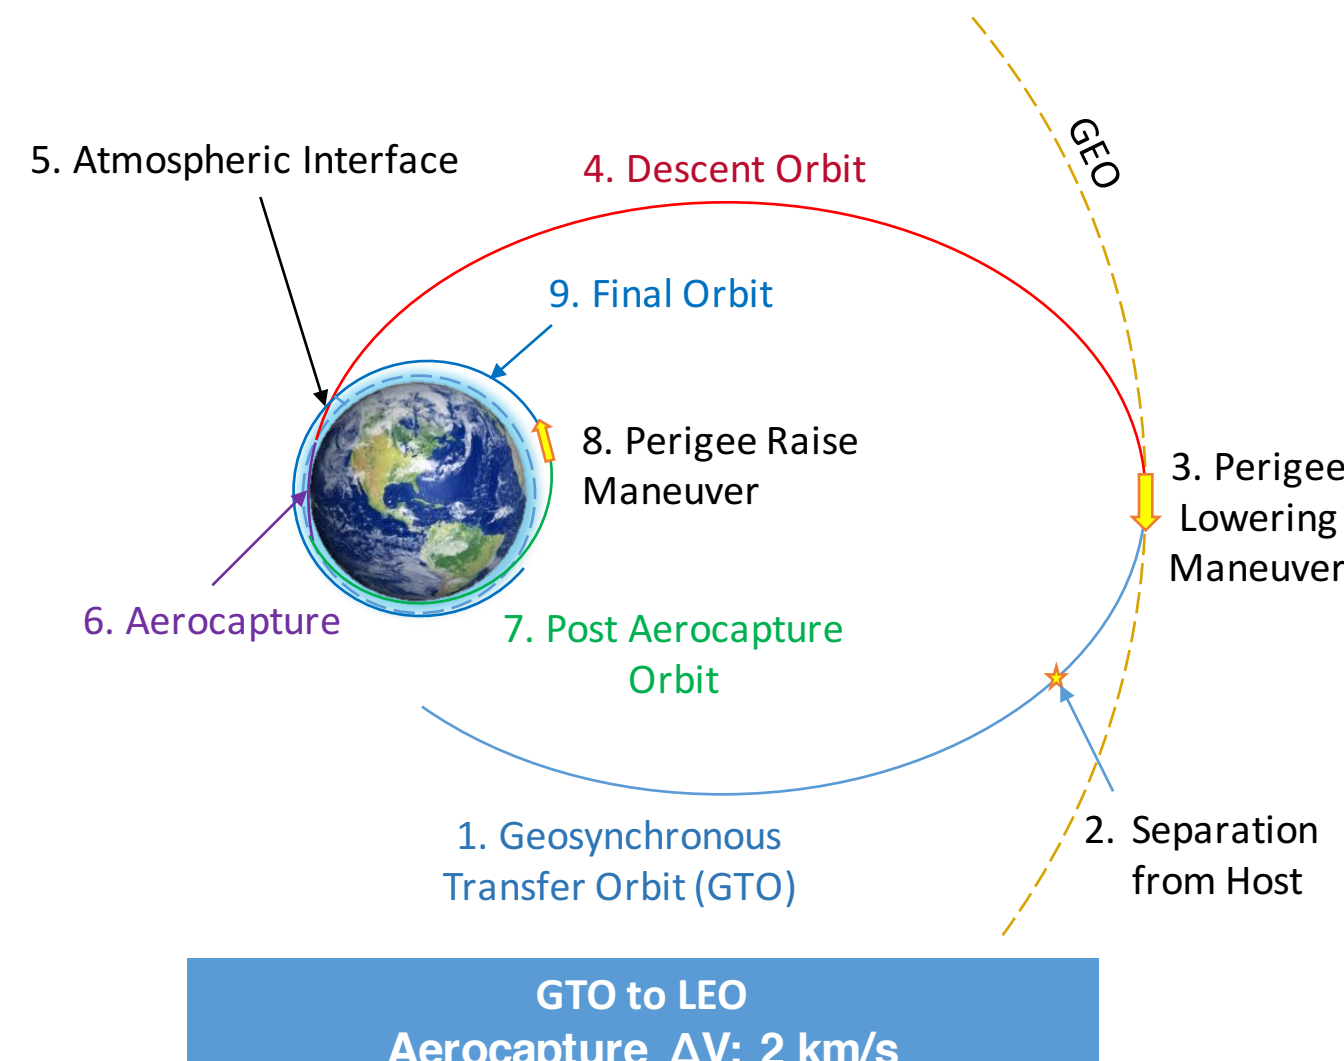 GEO
5. Atmospheric Interface
4. Descent Orbit
9. Final Orbit
8. Perigee Raise
Maneuver
3. Perigee
Lowering
Maneuver
6. Aerocapture
7. Post Aerocapture
Orbit
1. Geosynchronous
Transfer Orbit (GTO)
2. Separation
from Host
GTO to LEO
Aerocapture ΔV: 2 km/s